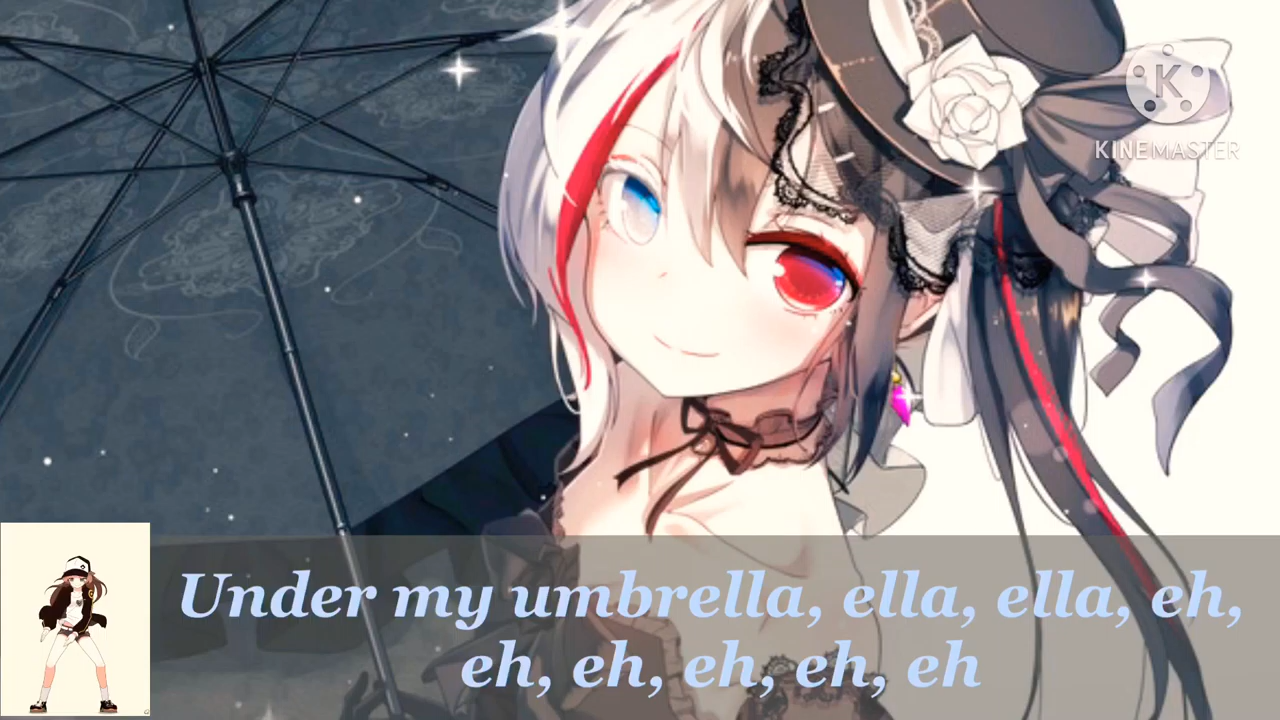 K
KINEMASTER
Under my umbrella, ella, ella, eh,
eh, eh, eh, eh, eh